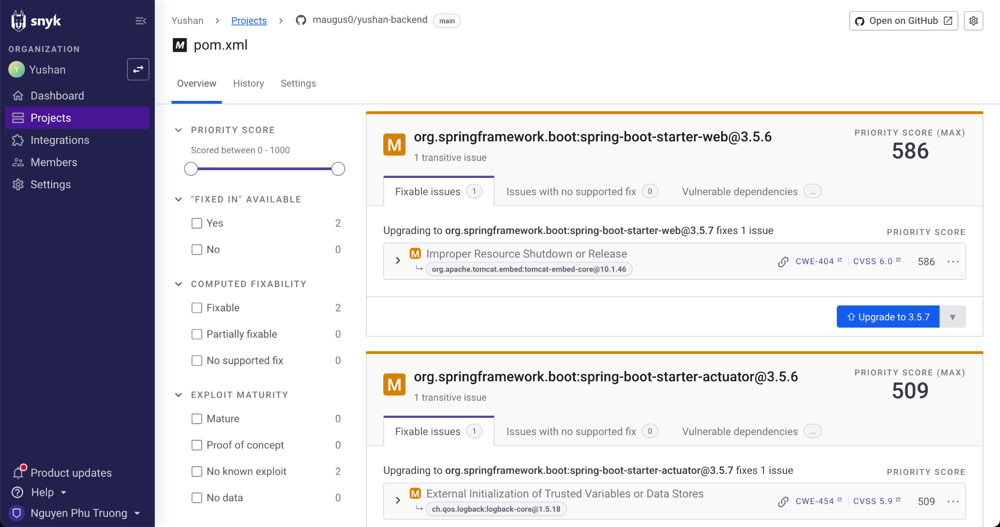 snyk
ORGANIZATION
Y
Yushan
Dashboard
Projects
Integrations
Members
Settings
Product updates
Help
Nguyen Phu Truong
Yushan > Projects > maugus0/yushan-backend main
Open on GitHub
M pom.xml
Overview History Settings
PRIORITY SCORE
Scored between 0 - 1000
"FIXED IN" AVAILABLE
Yes 2
No 0
COMPUTED FIXABILITY
Fixable 2
Partially fixable 0
No supported fix 0
EXPLOIT MATURITY
Mature 0
Proof of concept 0
No known exploit 2
No data 0
M
org.springframework.boot:spring-boot-starter-web@3.5.6
1 transitive issue
PRIORITY SCORE (MAX)
586
Fixable issues 1 Issues with no supported fix 0 Vulnerable dependencies ...
Upgrading to org.springframework.boot:spring-boot-starter-web@3.5.7 fixes 1 issue
PRIORITY SCORE
M Improper Resource Shutdown or Release
org.apache.tomcat.embed:tomcat-embed-core@10.1.46
CWE-404 CVSS 6.0 586 ...
Upgrade to 3.5.7
M
org.springframework.boot:spring-boot-starter-actuator@3.5.6
1 transitive issue
PRIORITY SCORE (MAX)
509
Fixable issues 1 Issues with no supported fix 0 Vulnerable dependencies ...
Upgrading to org.springframework.boot:spring-boot-starter-actuator@3.5.7 fixes 1 issue
PRIORITY SCORE
M External Initialization of Trusted Variables or Data Stores
ch.qos.logback:logback-core@1.5.18
CWE-454 CVSS 5.9 509 ...